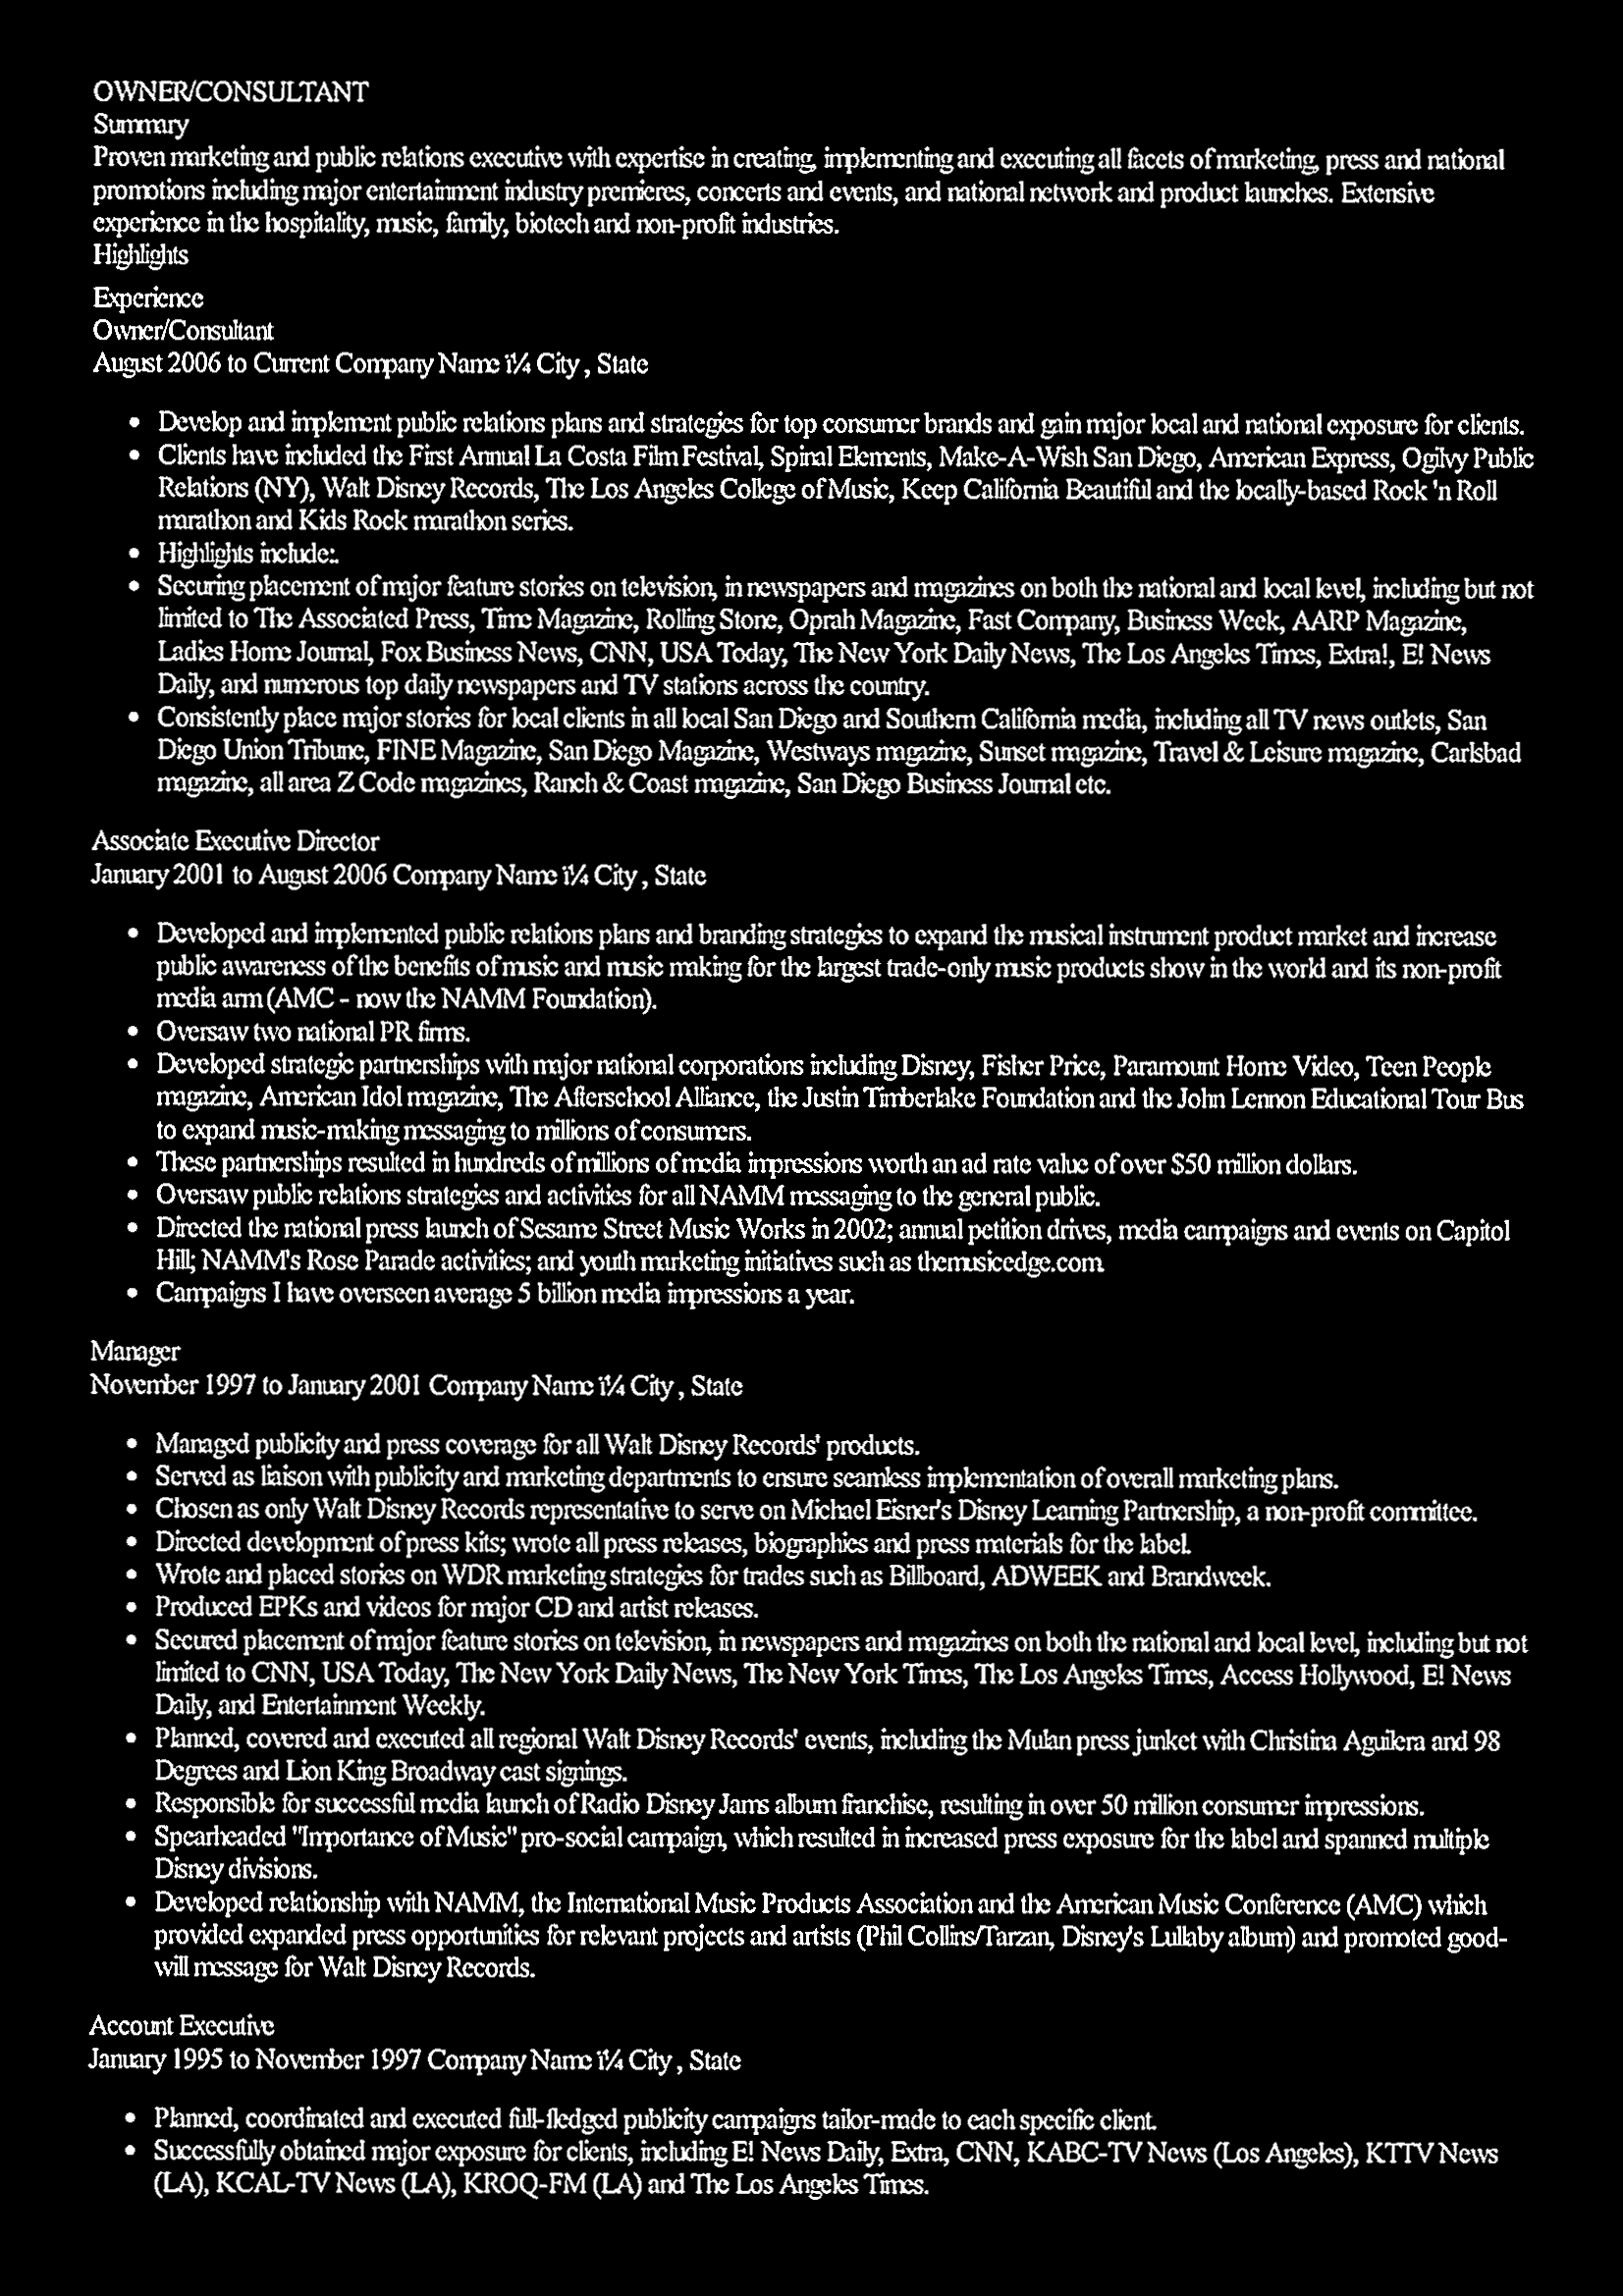 OWNER/CONSULTANT
Summary
Proven marketing and public relations executive with expertise in creating, implementing and executing all facets of marketing, press and national
promotions including major entertainment industry premieres, concerts and events, and national network and product launches. Extensive
experience in the hospitality, music, family, biotech and non-profit industries.
Highlights
Experience
Owner/Consultant
August 2006 to Current Company Name ï¼ City , State
• Develop and implement public relations plans and strategies for top consumer brands and gain major local and national exposure for clients.
• Clients have included the First Annual La Costa Film Festival, Spiral Elements, Make-A-Wish San Diego, American Express, Ogilvy Public
Relations (NY), Walt Disney Records, The Los Angeles College of Music, Keep California Beautiful and the locally-based Rock 'n Roll
marathon and Kids Rock marathon series.
• Highlights include:.
• Securing placement of major feature stories on television, in newspapers and magazines on both the national and local level, including but not
limited to The Associated Press, Time Magazine, Rolling Stone, Oprah Magazine, Fast Company, Business Week, AARP Magazine,
Ladies Home Journal, Fox Business News, CNN, USA Today, The New York Daily News, The Los Angeles Times, Extra!, E! News
Daily, and numerous top daily newspapers and TV stations across the country.
• Consistently place major stories for local clients in all local San Diego and Southern California media, including all TV news outlets, San
Diego Union Tribune, FINE Magazine, San Diego Magazine, Westways magazine, Sunset magazine, Travel & Leisure magazine, Carlsbad
magazine, all area Z Code magazines, Ranch & Coast magazine, San Diego Business Journal etc.
Associate Executive Director
January 2001 to August 2006 Company Name ï¼ City , State
• Developed and implemented public relations plans and branding strategies to expand the musical instrument product market and increase
public awareness of the benefits of music and music making for the largest trade-only music products show in the world and its non-profit
media arm (AMC - now the NAMM Foundation).
• Oversaw two national PR firms.
• Developed strategic partnerships with major national corporations including Disney, Fisher Price, Paramount Home Video, Teen People
magazine, American Idol magazine, The Afterschool Alliance, the Justin Timberlake Foundation and the John Lennon Educational Tour Bus
to expand music-making messaging to millions of consumers.
• These partnerships resulted in hundreds of millions of media impressions worth an ad rate value of over $50 million dollars.
• Oversaw public relations strategies and activities for all NAMM messaging to the general public.
• Directed the national press launch of Sesame Street Music Works in 2002; annual petition drives, media campaigns and events on Capitol
Hill; NAMM's Rose Parade activities; and youth marketing initiatives such as themusicedge.com.
• Campaigns I have overseen average 5 billion media impressions a year.
Manager
November 1997 to January 2001 Company Name ï¼ City , State
• Managed publicity and press coverage for all Walt Disney Records' products.
• Served as liaison with publicity and marketing departments to ensure seamless implementation of overall marketing plans.
• Chosen as only Walt Disney Records representative to serve on Michael Eisner's Disney Learning Partnership, a non-profit committee.
• Directed development of press kits; wrote all press releases, biographies and press materials for the label.
• Wrote and placed stories on WDR marketing strategies for trades such as Billboard, ADWEEK and Brandweek.
• Produced EPKs and videos for major CD and artist releases.
• Secured placement of major feature stories on television, in newspapers and magazines on both the national and local level, including but not
limited to CNN, USA Today, The New York Daily News, The New York Times, The Los Angeles Times, Access Hollywood, E! News
Daily, and Entertainment Weekly.
• Planned, covered and executed all regional Walt Disney Records' events, including the Mulan press junket with Christina Aguilera and 98
Degrees and Lion King Broadway cast signings.
• Responsible for successful media launch of Radio Disney Jams album franchise, resulting in over 50 million consumer impressions.
• Spearheaded "Importance of Music" pro-social campaign, which resulted in increased press exposure for the label and spanned multiple
Disney divisions.
• Developed relationship with NAMM, the International Music Products Association and the American Music Conference (AMC) which
provided expanded press opportunities for relevant projects and artists (Phil Collins/Tarzan, Disney's Lullaby album) and promoted good-
will message for Walt Disney Records.
Account Executive
January 1995 to November 1997 Company Name ï¼ City , State
• Planned, coordinated and executed full-fledged publicity campaigns tailor-made to each specific client.
• Successfully obtained major exposure for clients, including E! News Daily, Extra, CNN, KABC-TV News (Los Angeles), KTTV News
(LA), KCAL-TV News (LA), KROQ-FM (LA) and The Los Angeles Times.